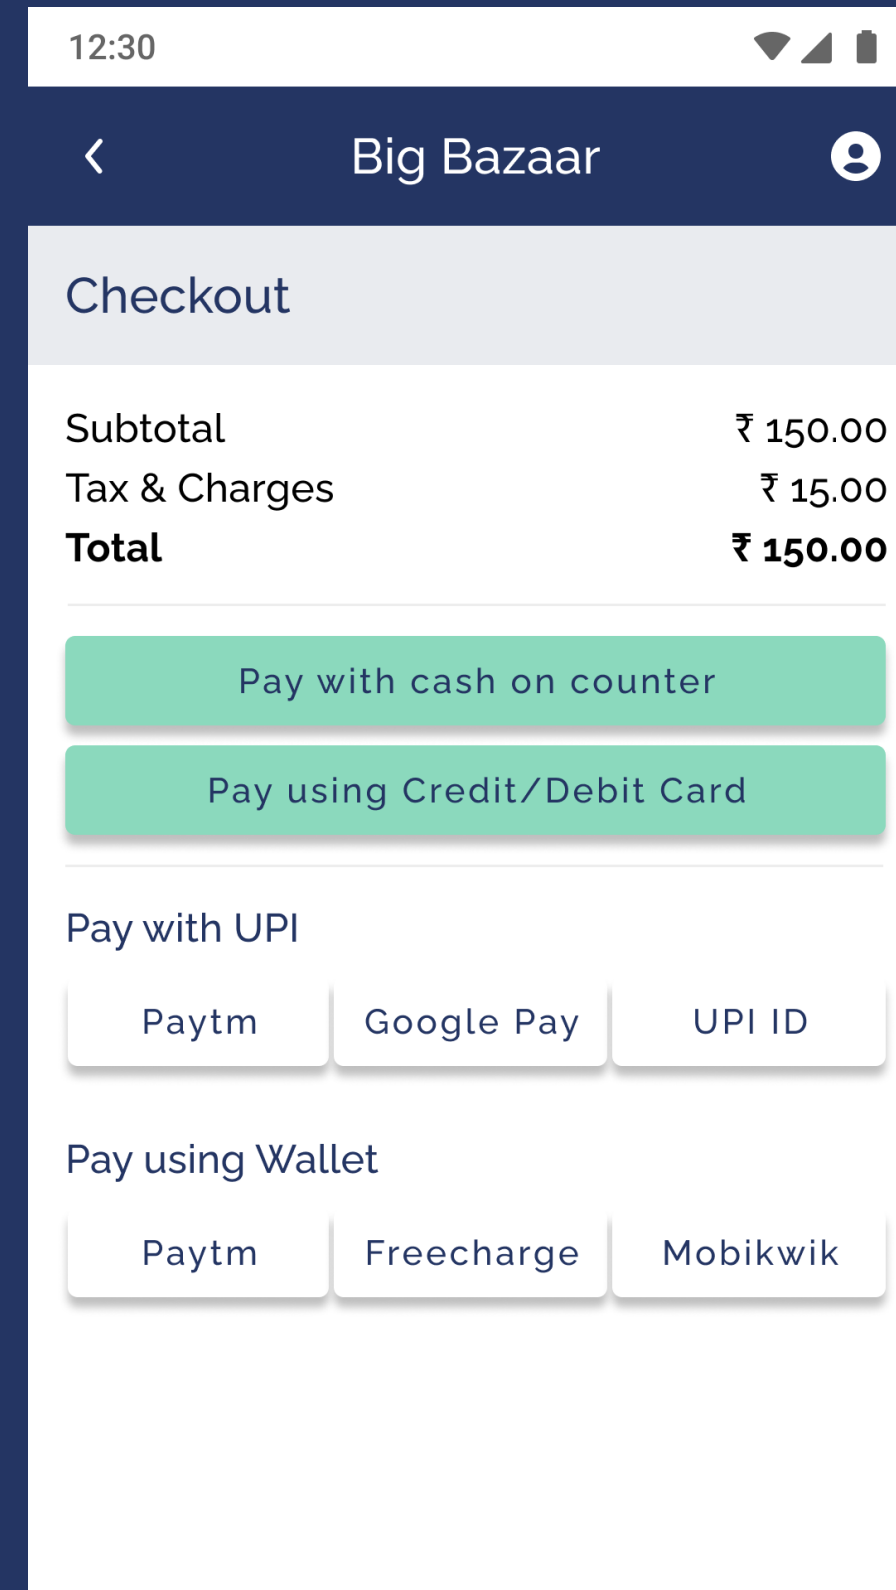 12:30
Big Bazaar
Checkout
Subtotal ₹ 150.00
Tax & Charges ₹ 15.00
Total ₹ 150.00
Pay with cash on counter
Pay using Credit/Debit Card
Pay with UPI
Paytm Google Pay UPI ID
Pay using Wallet
Paytm Freecharge Mobikwik